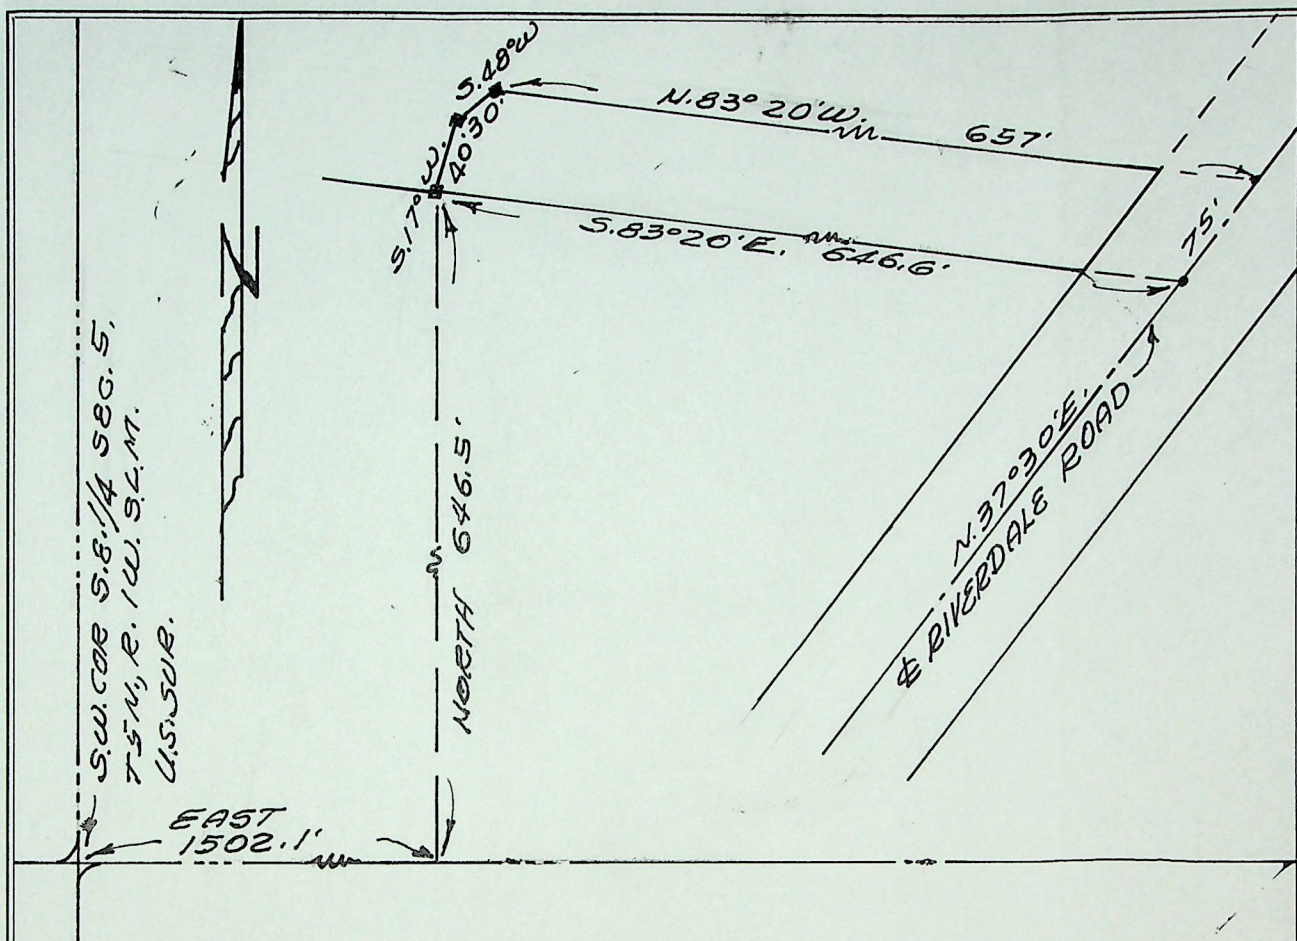 S.48°W
30'
N.83°20'W.
657'
S.17°W.
40'
S.83°20'E. 646.6'
75'
N
S.W.COR S.E.1/4 SEC.5,
T5N., R.1W. S.L.M.
U.S.SUR.
NORTH 646.5'
N.37°30'E.
℄ RIVERDALE ROAD
EAST
1502.1'